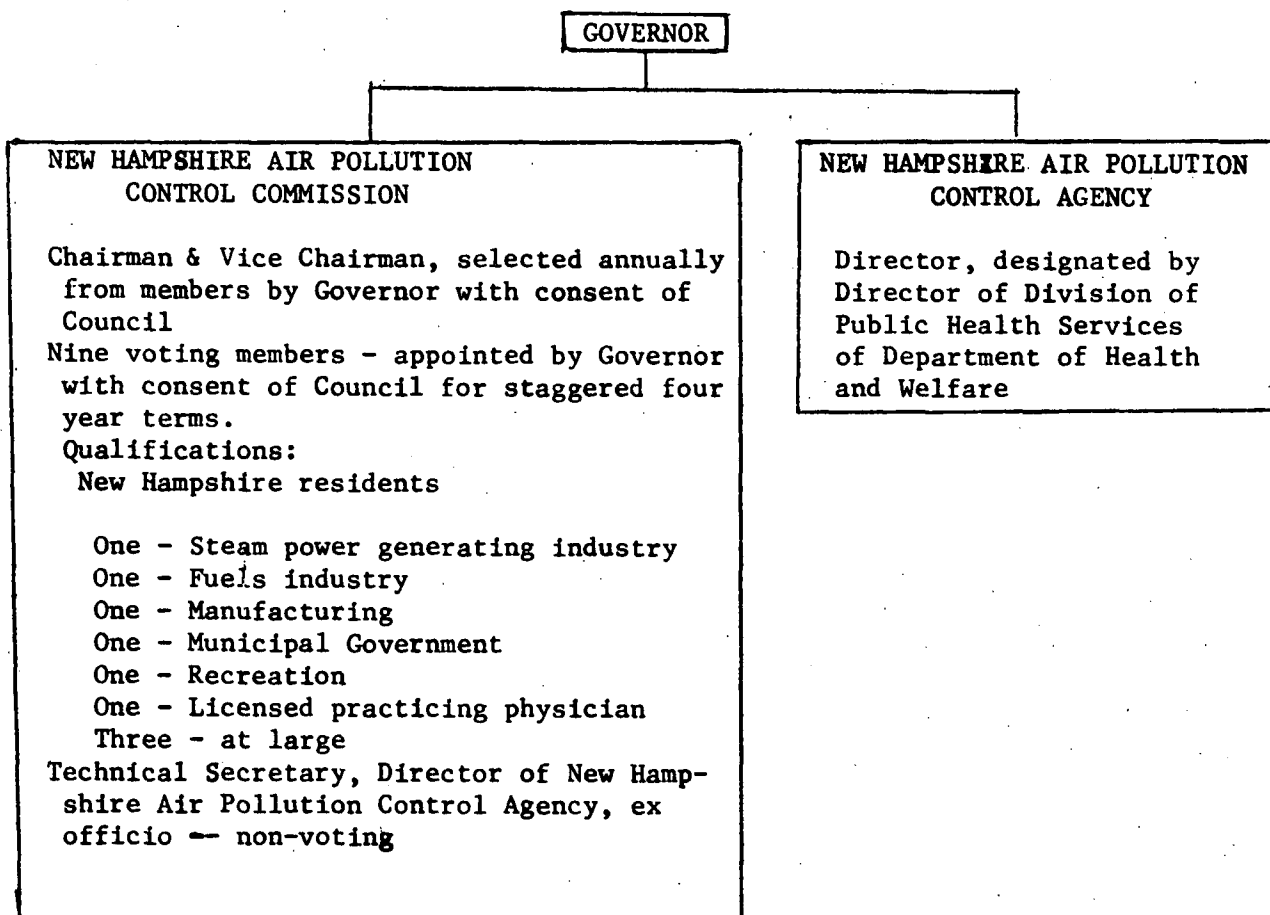 GOVERNOR
NEW HAMPSHIRE AIR POLLUTION
CONTROL COMMISSION
Chairman & Vice Chairman, selected annually
from members by Governor with consent of
Council
Nine voting members - appointed by Governor
with consent of Council for staggered four
year terms.
Qualifications:
New Hampshire residents
One - Steam power generating industry
One - Fuels industry
One - Manufacturing
One - Municipal Government
One - Recreation
One - Licensed practicing physician
Three - at large
Technical Secretary, Director of New Hamp-
shire Air Pollution Control Agency, ex
officio -- non-voting
NEW HAMPSHIRE AIR POLLUTION
CONTROL AGENCY
Director, designated by
Director of Division of
Public Health Services
of Department of Health
and Welfare